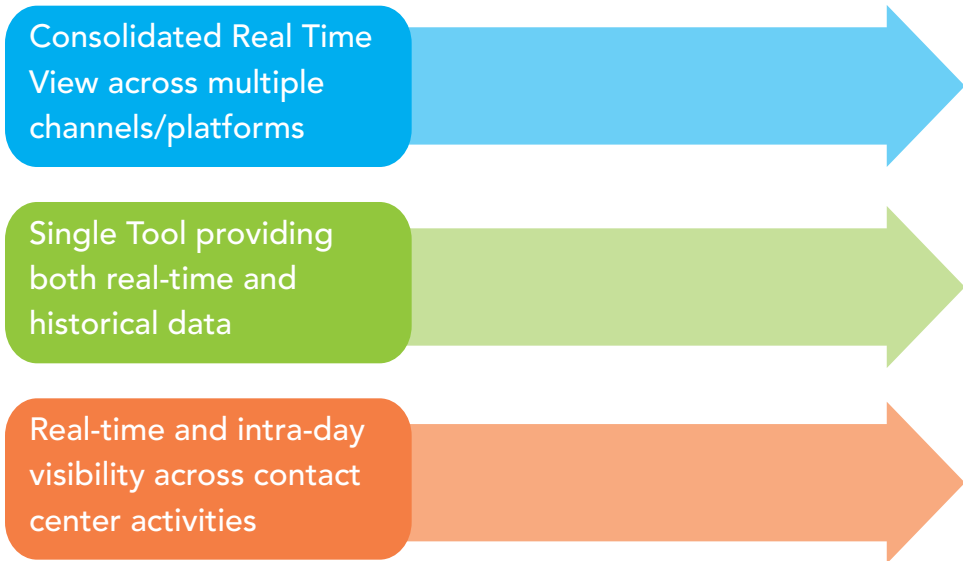 Consolidated Real Time
View across multiple
channels/platforms
Single Tool providing
both real-time and
historical data
Real-time and intra-day
visibility across contact
center activities